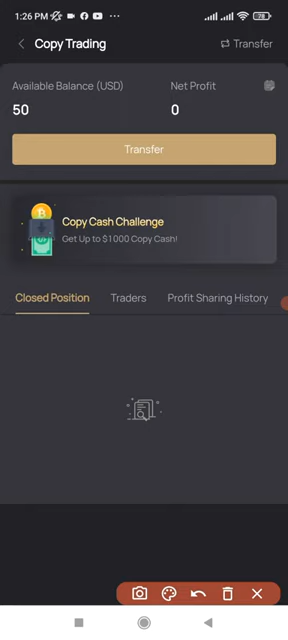 1:26 PM
78
Copy Trading
Transfer
Available Balance (USD)
Net Profit
50
0
Transfer
Copy Cash Challenge
Get Up to $1000 Copy Cash!
Closed Position
Traders
Profit Sharing History